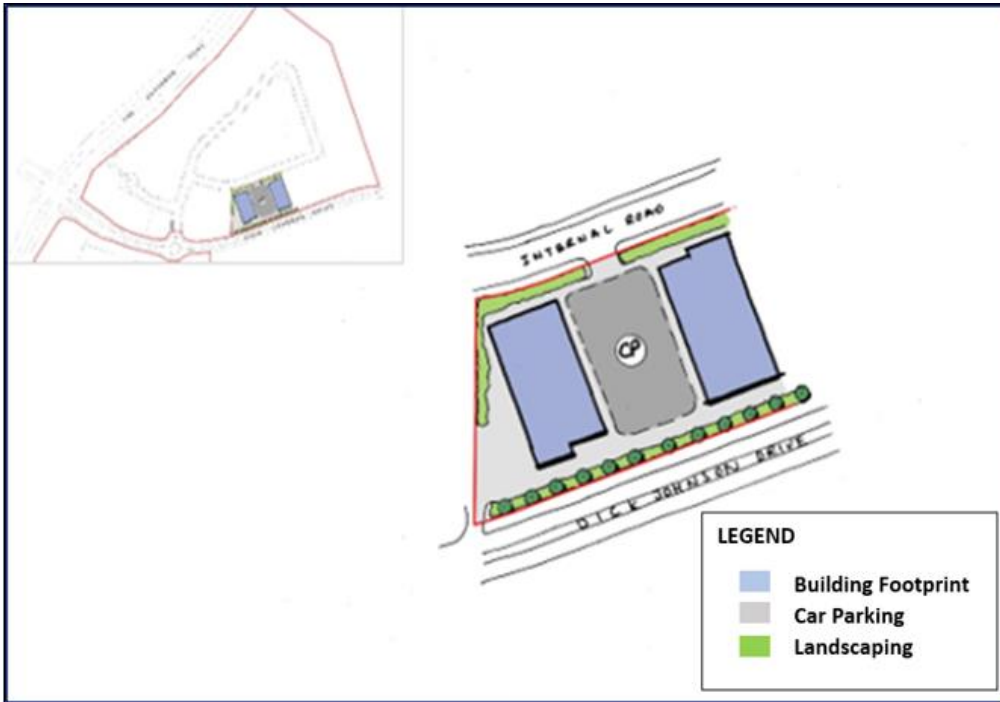 INTERNAL ROAD
CP
DICK JOHNSON DRIVE
LEGEND
Building Footprint
Car Parking
Landscaping